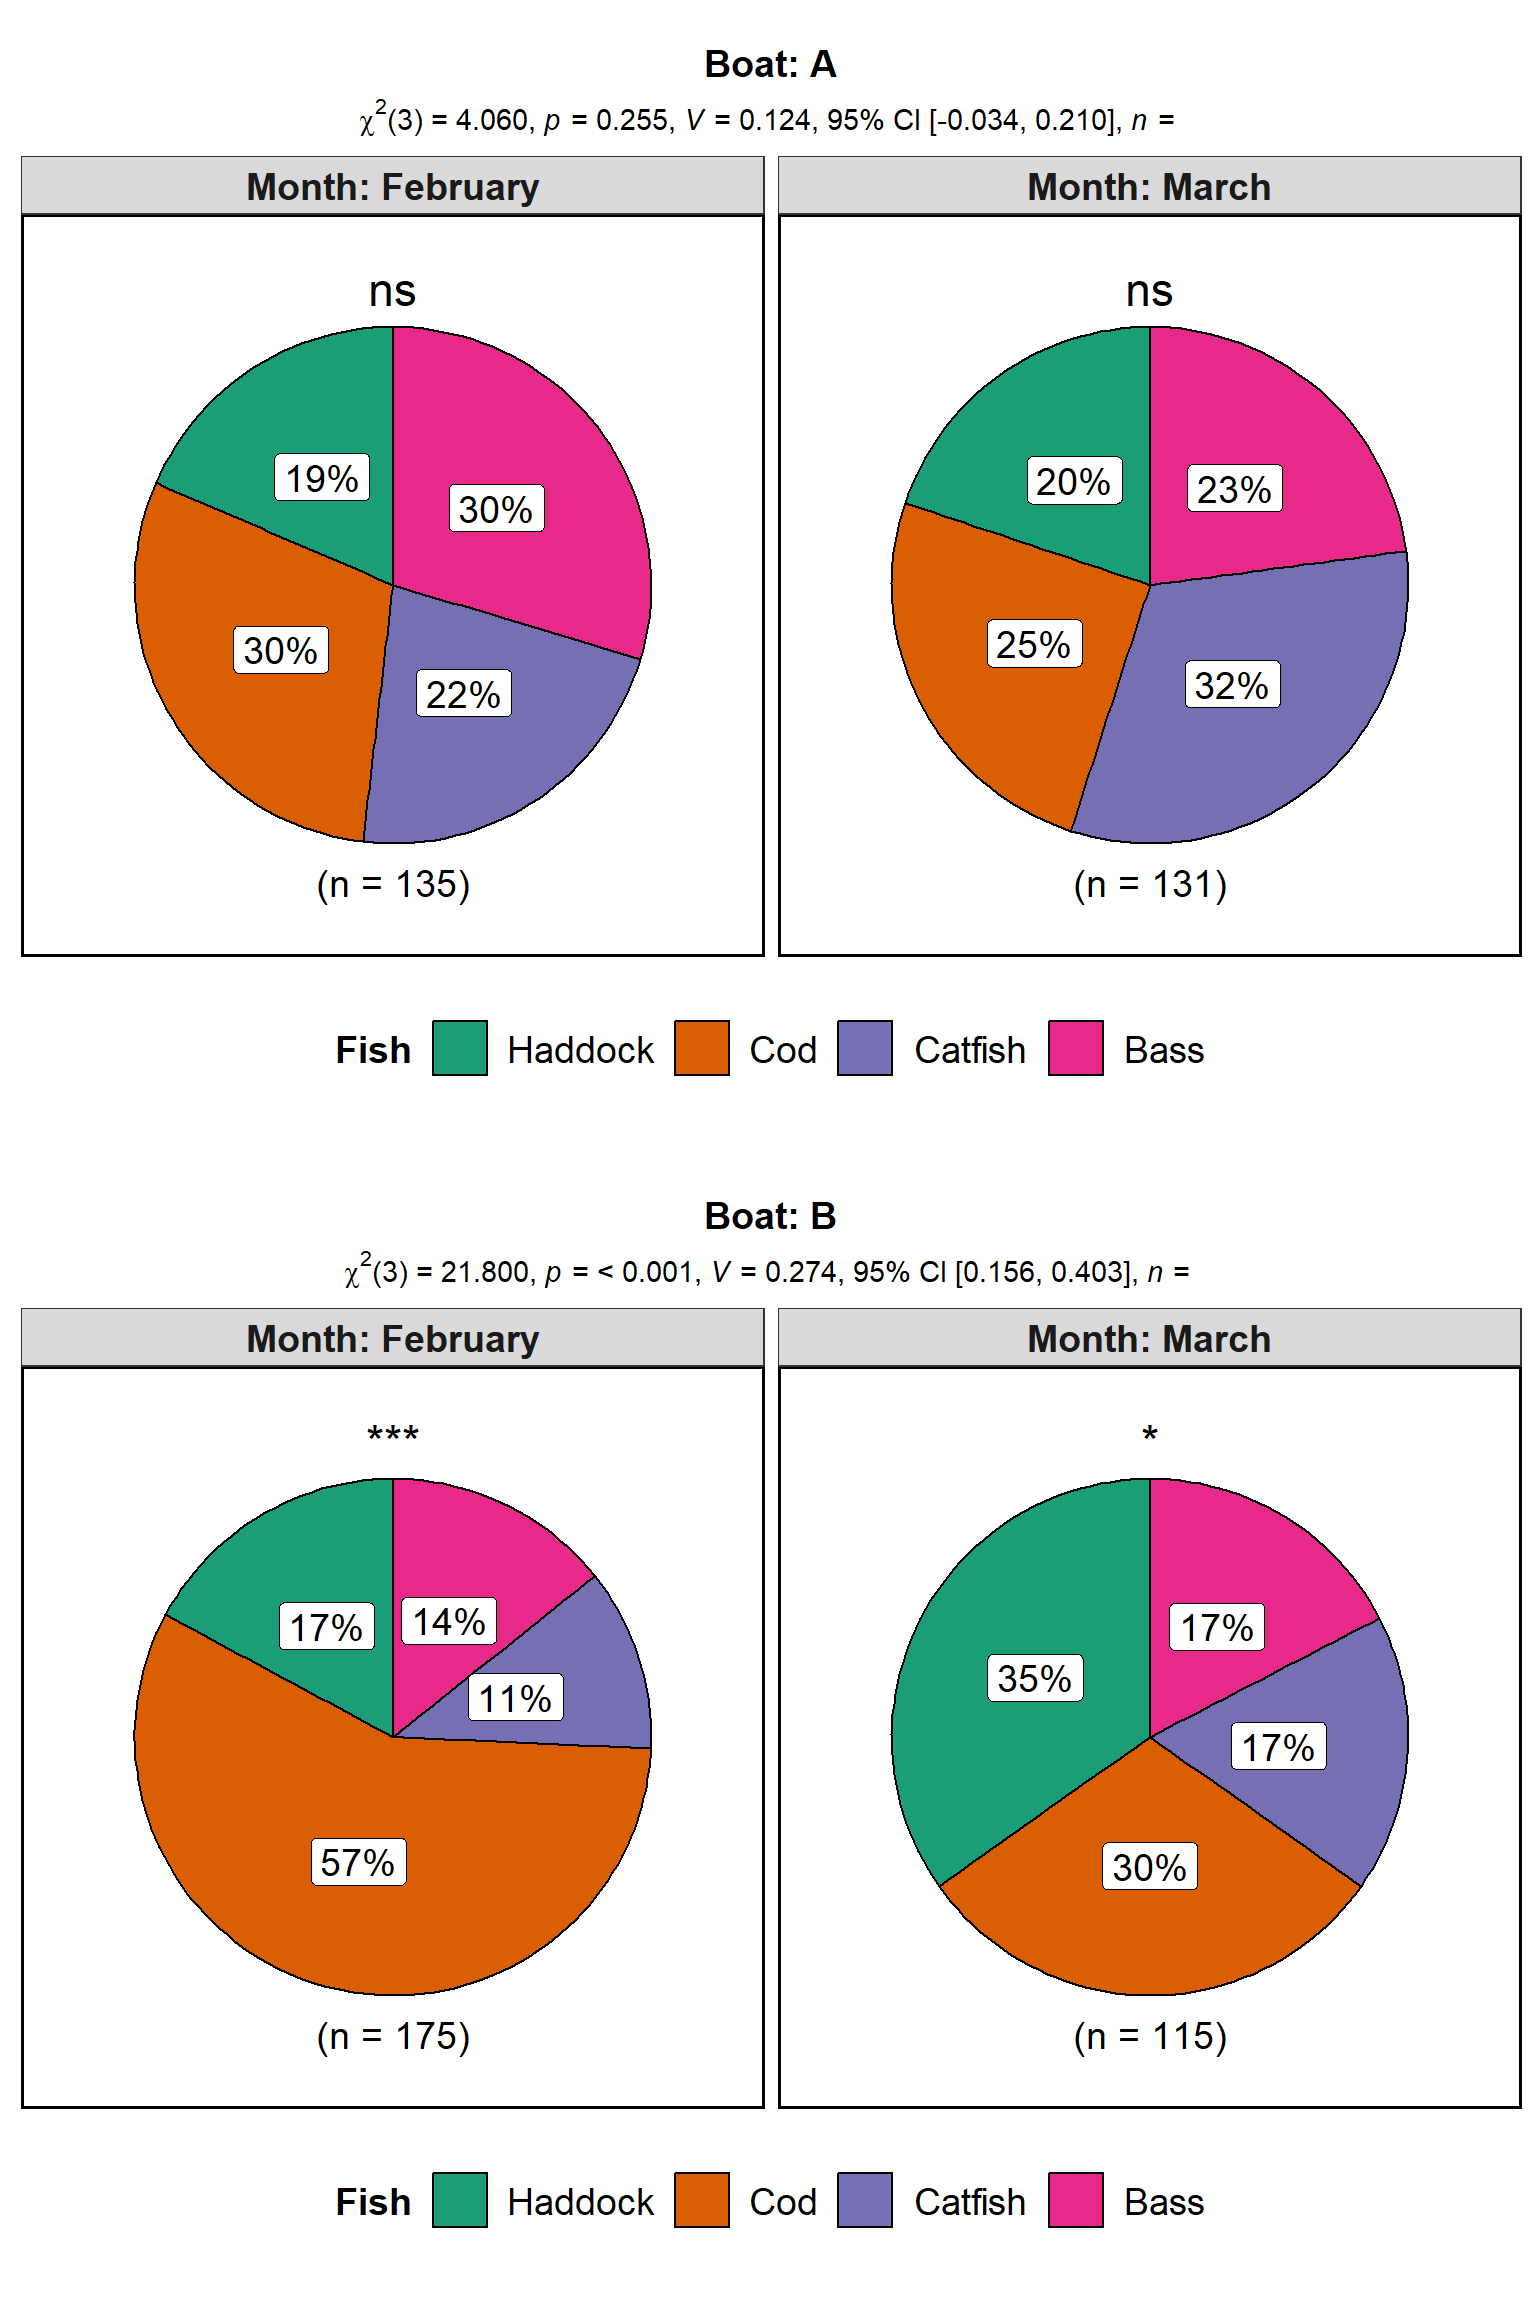 Boat: A
χ²(3) = 4.060, p = 0.255, V = 0.124, 95% CI [-0.034, 0.210], n =
Month: February
Month: March
ns
ns
19%
30%
30%
22%
20%
23%
25%
32%
(n = 135)
(n = 131)
Fish Haddock Cod Catfish Bass
Boat: B
χ²(3) = 21.800, p = < 0.001, V = 0.274, 95% CI [0.156, 0.403], n =
Month: February
Month: March
***
*
17%
14%
11%
57%
17%
35%
17%
30%
(n = 175)
(n = 115)
Fish Haddock Cod Catfish Bass